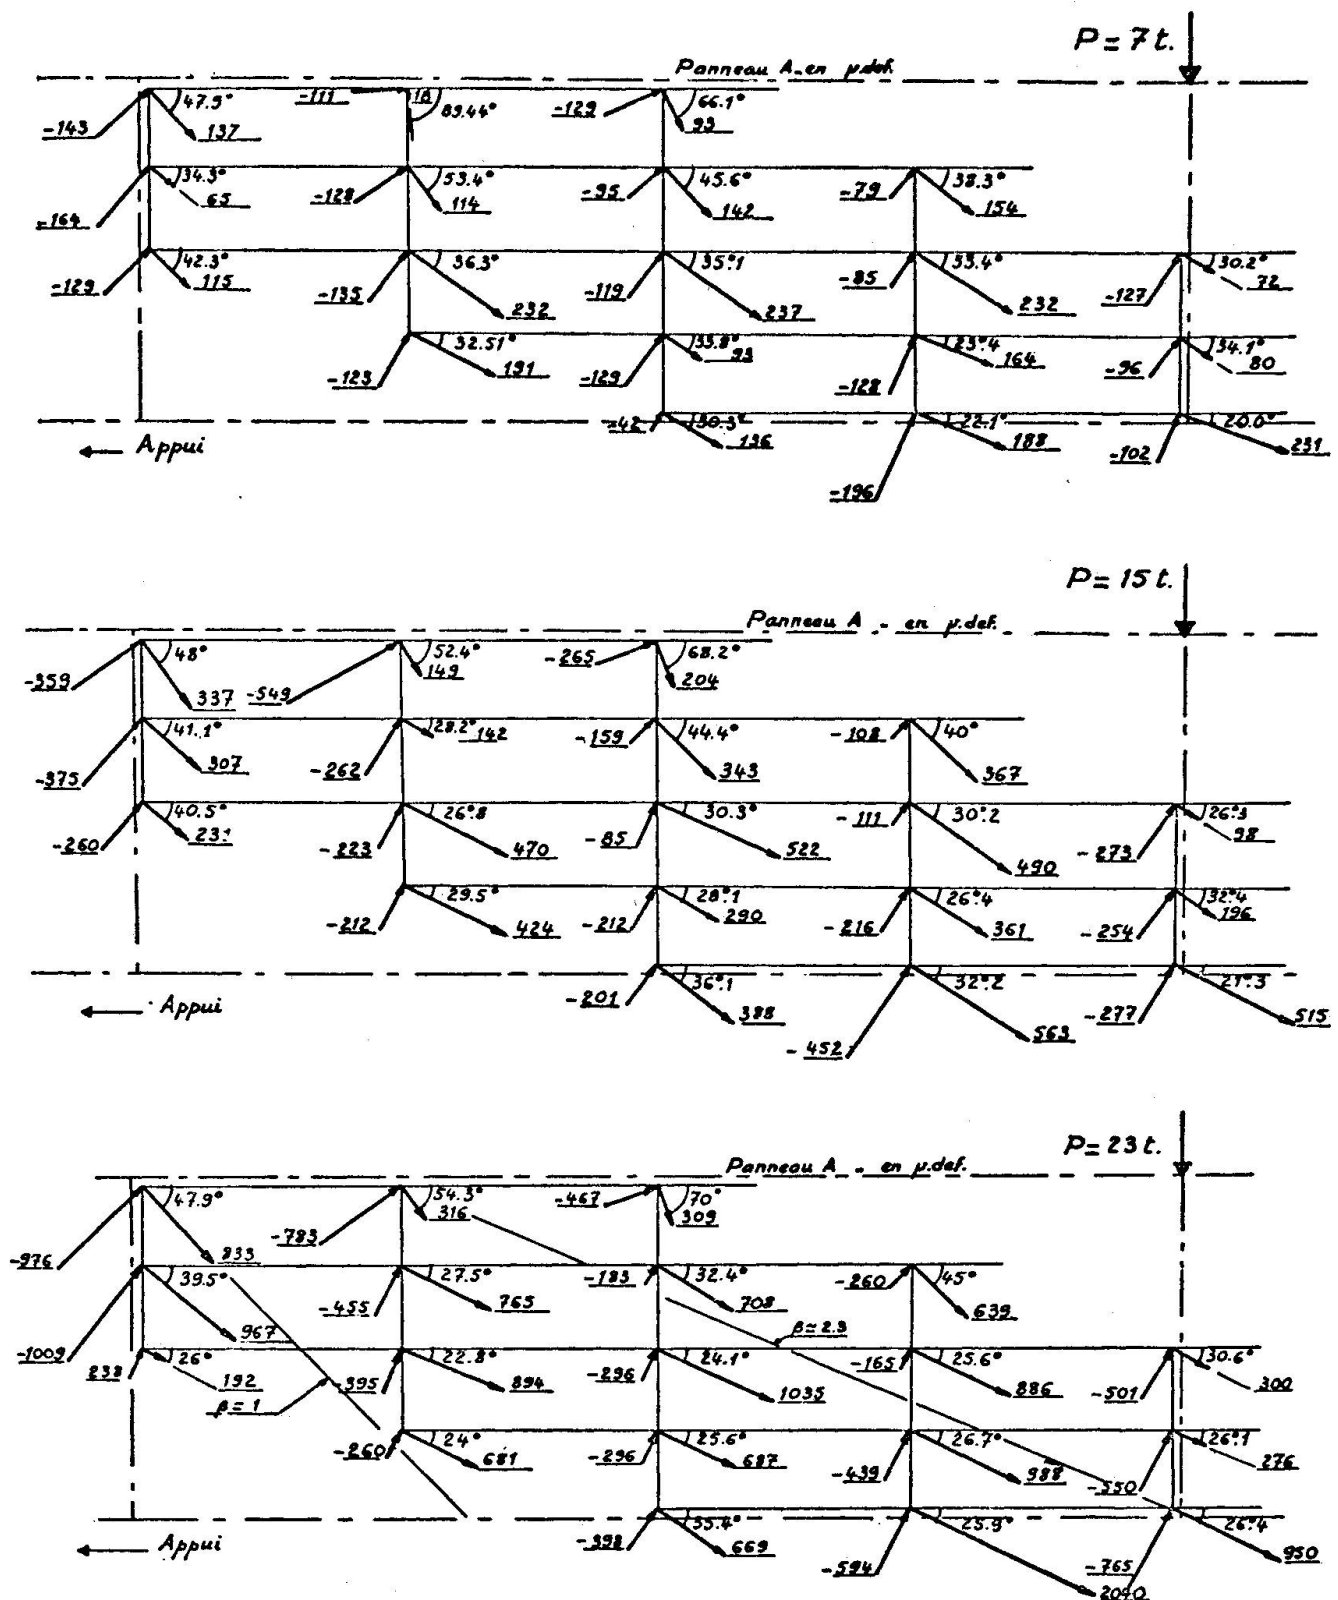 P = 7 t.
Panneau A - en μ.def.
-143 47.9° 137 -111 18 89.44° -129 66.1° 93
-164 34.3° 65 -128 53.4° 114 -95 45.6° 142 -79 38.3° 154
-129 42.3° 115 -135 36.3° 232 -119 35°.1 237 -85 33.4° 232 -127 30.2° 72
-123 32.51° 191 -129 33.8° 93 -128 23°.4 164 -96 34.1° 80
-42 30.3° 136 -196 22.1° 188 -102 20.0° 231
Appui
P = 15 t.
Panneau A - en μ.def.
-359 48° 337 -549 52.4° 149 -265 68.2° 204
-375 41.1° 307 -262 28.2° 142 -159 44.4° 343 -108 40° 367
-260 40.5° 231 -223 26°.8 470 -85 30.3° 522 -111 30°.2 490 -273 26°.3 98
-212 29.5° 424 -212 28°.1 290 -216 26°.4 361 -254 32°.4 196
-201 36°.1 388 -452 32°.2 563 -277 27°.3 515
Appui
P = 23 t.
Panneau A - en μ.def.
-976 47.9° 833 -783 54.3° 316 -467 70° 309
-1009 39.5° 967 -455 27.5° 765 -183 32.4° 708 -260 45° 639
β = 2.3
238 26° 192 -395 22.8° 894 -296 24.1° 1035 -165 25.6° 886 -501 30.6° 300
β = 1
-260 24° 681 -296 25.6° 687 -439 26.7° 988 -550 26°.1 276
-398 35.4° 669 -594 25.9° 2040 -765 26°.4 950
Appui